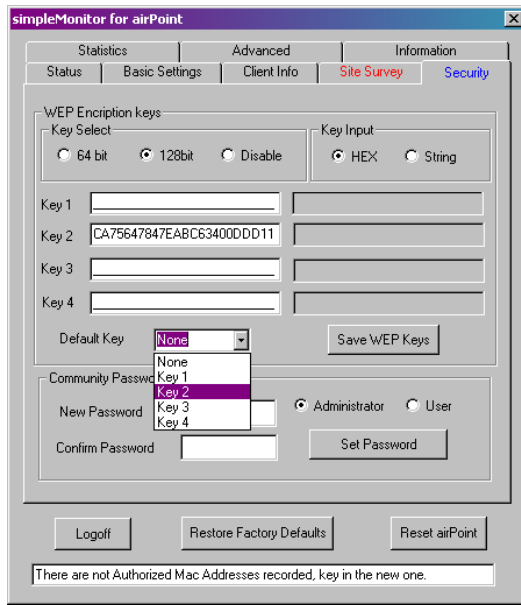 simpleMonitor for airPoint
Statistics Advanced Information
Status Basic Settings Client Info Site Survey Security
WEP Encription keys
Key Select Key Input
64 bit 128bit Disable HEX String
Key 1
Key 2 CA75647847EABC63400DDD11
Key 3
Key 4
Default Key None Save WEP Keys
None
Key 1
Key 2
Key 3
Key 4
Community Passwo
New Password Administrator User
Confirm Password Set Password
Logoff Restore Factory Defaults Reset airPoint
There are not Authorized Mac Addresses recorded, key in the new one.